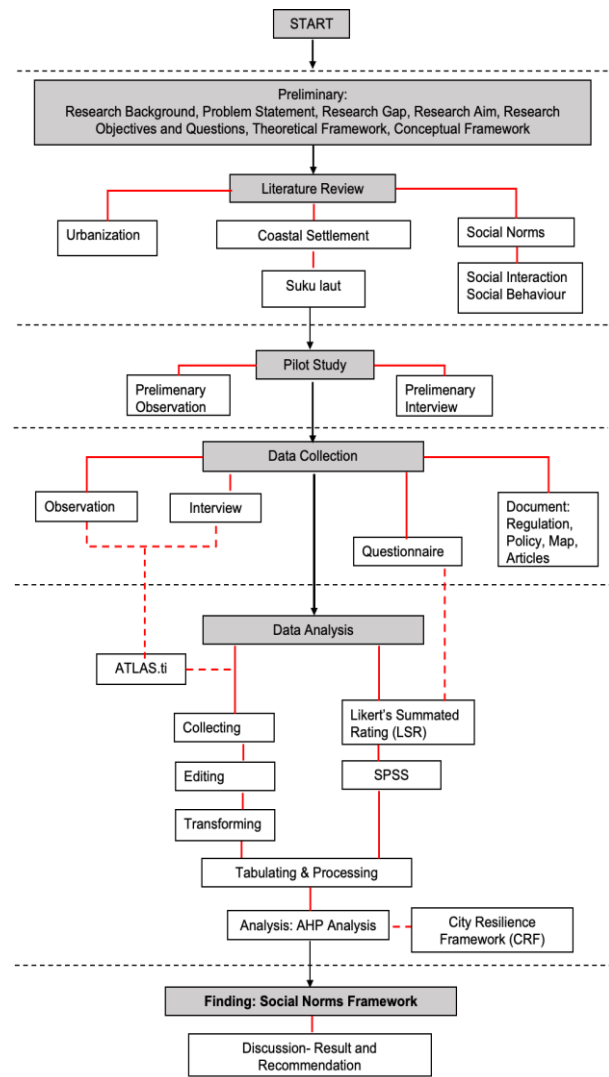 START
Preliminary:
Research Background, Problem Statement, Research Gap, Research Aim, Research
Objectives and Questions, Theoretical Framework, Conceptual Framework
Literature Review
Urbanization
Coastal Settlement
Social Norms
Suku laut
Social Interaction
Social Behaviour
Pilot Study
Prelimenary
Observation
Prelimenary
Interview
Data Collection
Observation
Interview
Questionnaire
Document:
Regulation,
Policy, Map,
Articles
Data Analysis
ATLAS.ti
Collecting
Editing
Transforming
Likert's Summated
Rating (LSR)
SPSS
Tabulating & Processing
Analysis: AHP Analysis
City Resilience
Framework (CRF)
Finding: Social Norms Framework
Discussion- Result and
Recommendation